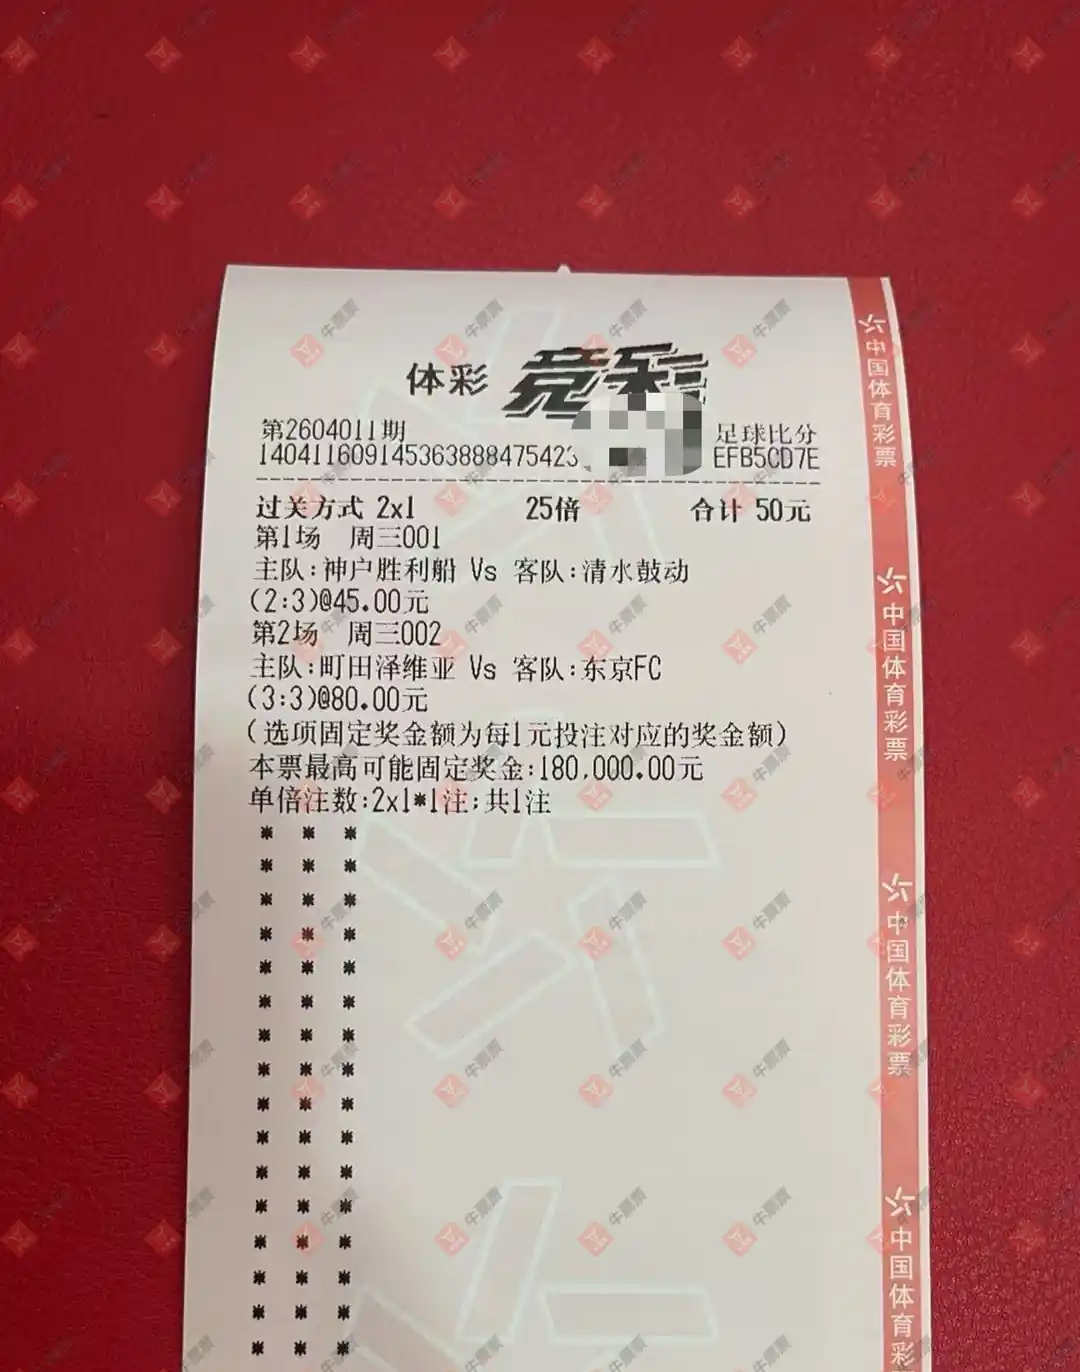 体彩 竞彩
第2604011期 足球比分
140411609145363888475423 EFB5CD7E
过关方式 2x1 25倍 合计 50元
第1场 周三001
主队:神户胜利船 Vs 客队:清水鼓动
(2:3)@45.00元
第2场 周三002
主队:町田泽维亚 Vs 客队:东京FC
(3:3)@80.00元
(选项固定奖金额为每1元投注对应的奖金额)
本票最高可能固定奖金:180,000.00元
单倍注数:2x1*1注;共1注
中国体育彩票
中国体育彩票
中国体育彩票
中国体育彩
牛票票